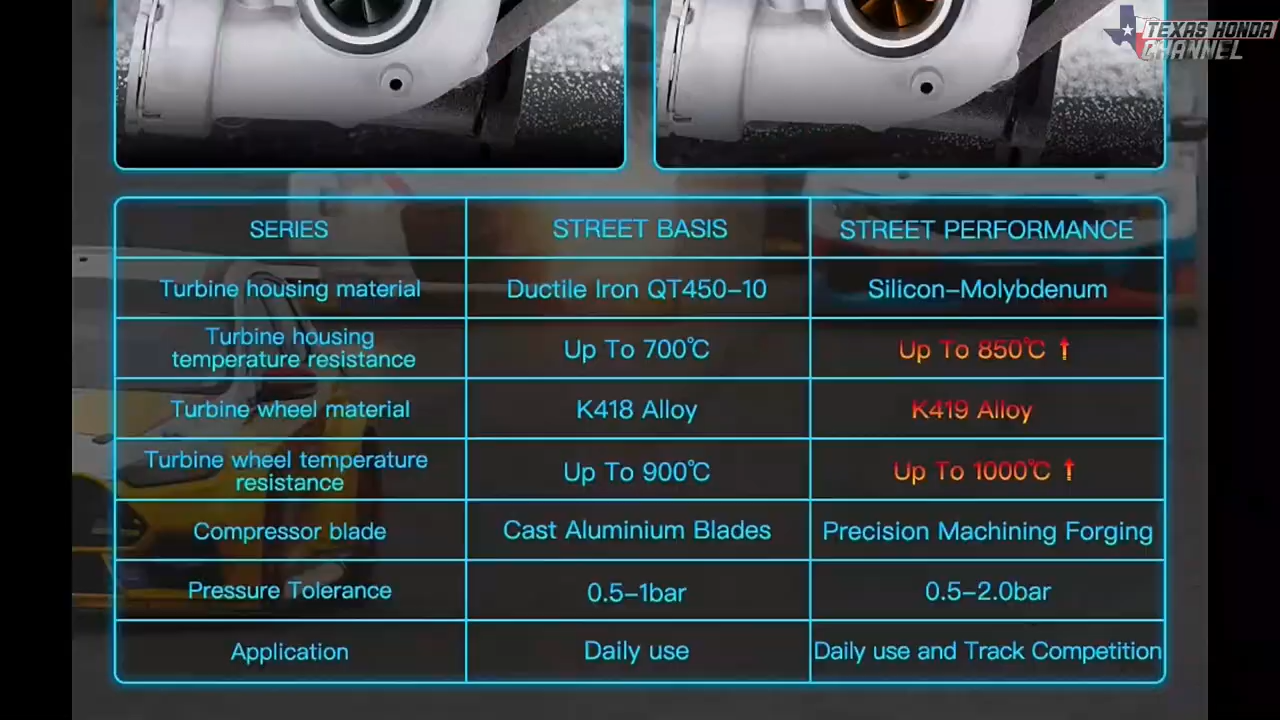 TEXAS HONDA
CHANNEL
SERIES
STREET BASIS
STREET PERFORMANCE
Turbine housing material
Ductile Iron QT450-10
Silicon-Molybdenum
Turbine housing
temperature resistance
Up To 700℃
Up To 850℃ ↑
Turbine wheel material
K418 Alloy
K419 Alloy
Turbine wheel temperature
resistance
Up To 900℃
Up To 1000℃ ↑
Compressor blade
Cast Aluminium Blades
Precision Machining Forging
Pressure Tolerance
0.5-1bar
0.5-2.0bar
Application
Daily use
Daily use and Track Competition